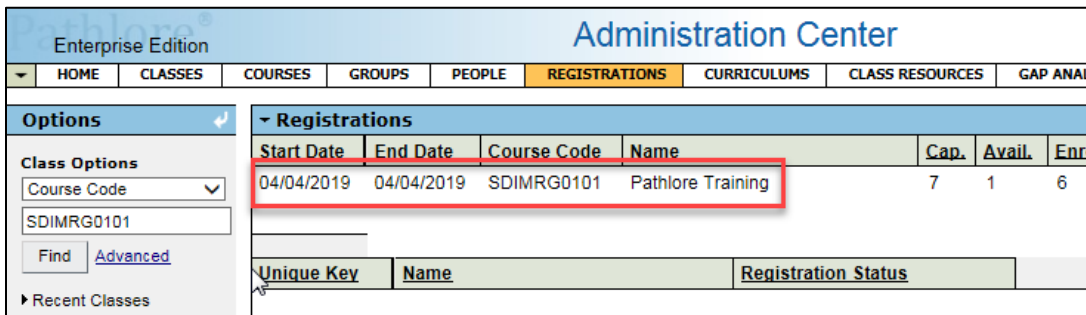 Pathlore®
Enterprise Edition
Administration Center
HOME CLASSES COURSES GROUPS PEOPLE REGISTRATIONS CURRICULUMS CLASS RESOURCES GAP ANAL
Options
Class Options
Course Code
SDIMRG0101
Find Advanced
Recent Classes
Registrations
Start Date End Date Course Code Name Cap. Avail. Enr
04/04/2019 04/04/2019 SDIMRG0101 Pathlore Training 7 1 6
Unique Key Name Registration Status